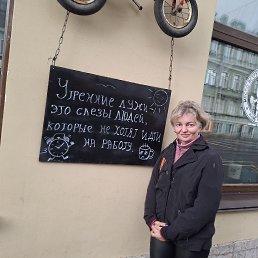 Утренние лужи –
это слезы людей,
которые не хотят идти
на работу.